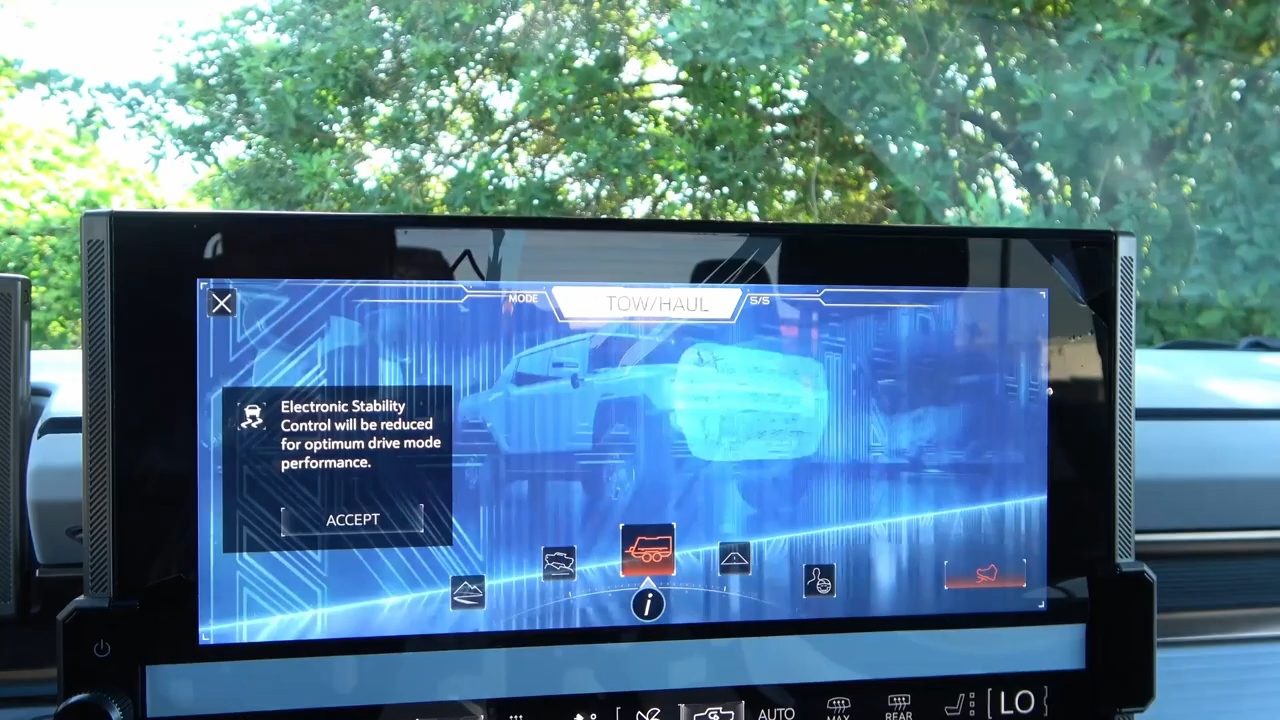 MODE
TOW/HAUL
5/5
Electronic Stability
Control will be reduced
for optimum drive mode
performance.
ACCEPT
i
AUTO
MAX
REAR
LO